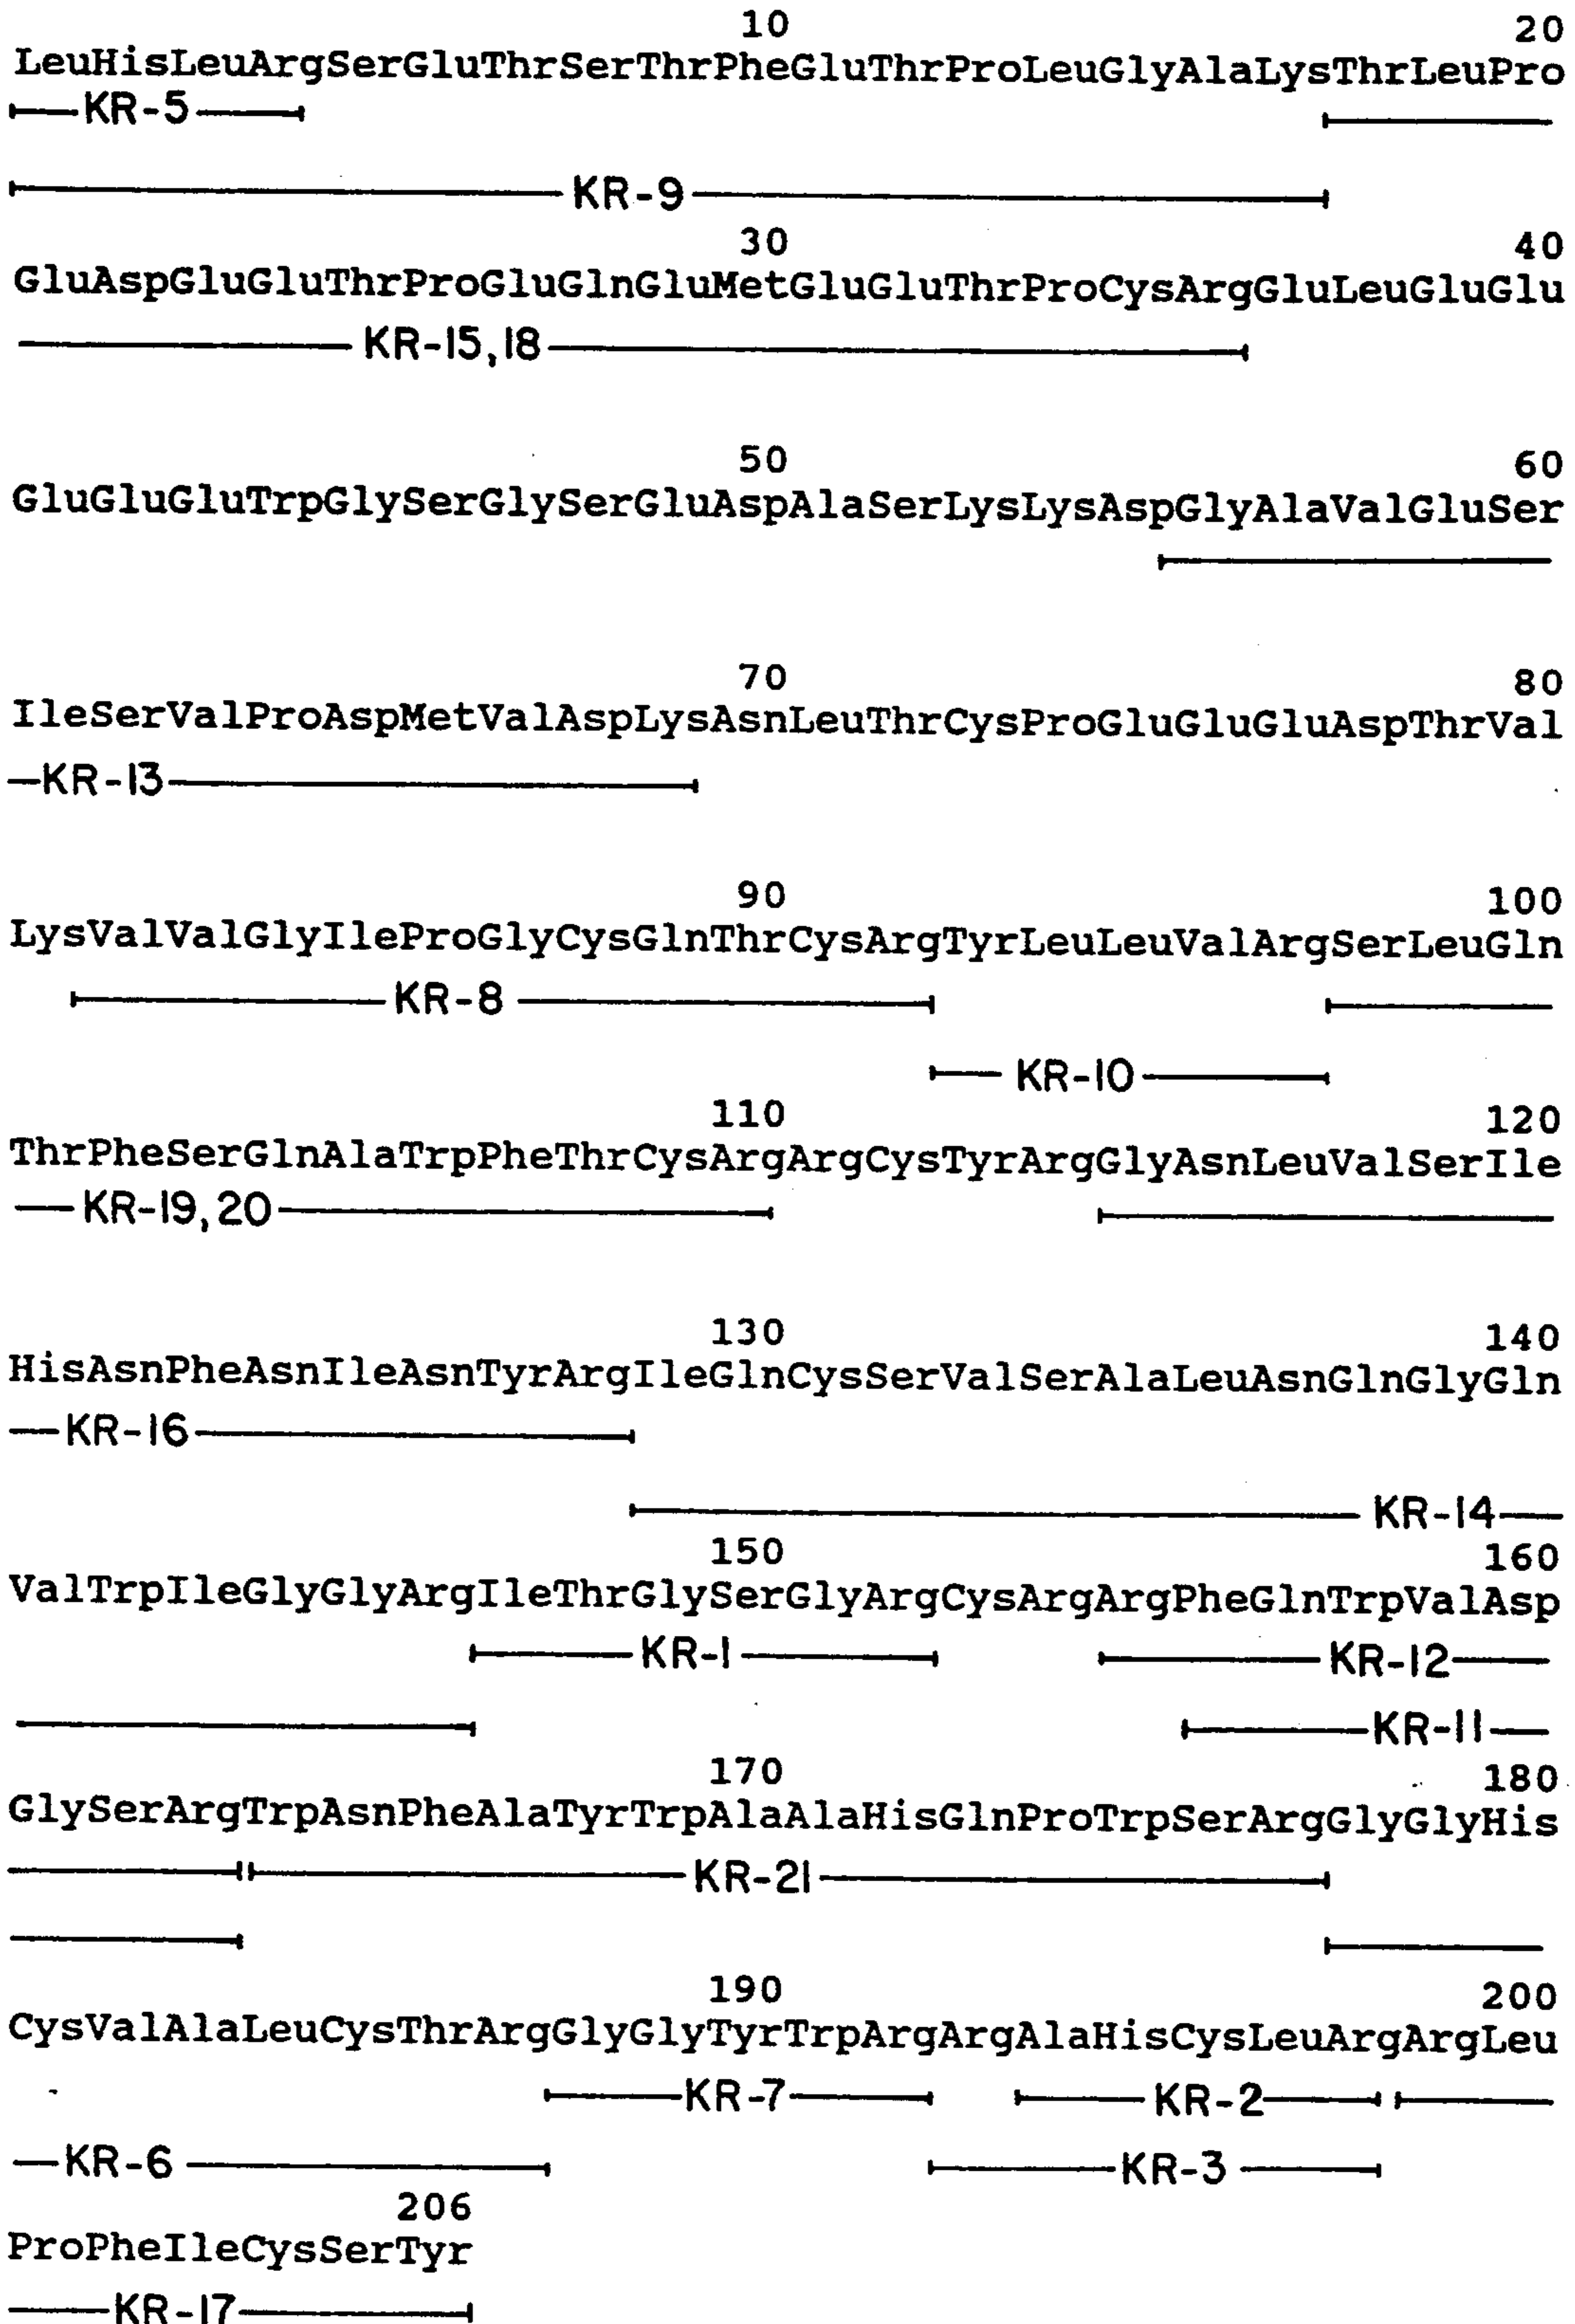 10 20
LeuHisLeuArgSerGluThrSerThrPheGluThrProLeuGlyAlaLysThrLeuPro
KR-5
KR-9
30 40
GluAspGluGluThrProGluGlnGluMetGluGluThrProCysArgGluLeuGluGlu
KR-15,18
50 60
GluGluGluTrpGlySerGlySerGluAspAlaSerLysLysAspGlyAlaValGluSer
70 80
IleSerValProAspMetValAspLysAsnLeuThrCysProGluGluGluAspThrVal
KR-13
90 100
LysValValGlyIleProGlyCysGlnThrCysArgTyrLeuLeuValArgSerLeuGln
KR-8
KR-10
110 120
ThrPheSerGlnAlaTrpPheThrCysArgArgCysTyrArgGlyAsnLeuValSerIle
KR-19,20
130 140
HisAsnPheAsnIleAsnTyrArgIleGlnCysSerValSerAlaLeuAsnGlnGlyGln
KR-16
KR-14
150 160
ValTrpIleGlyGlyArgIleThrGlySerGlyArgCysArgArgPheGlnTrpValAsp
KR-1 KR-12
KR-11
170 180
GlySerArgTrpAsnPheAlaTyrTrpAlaAlaHisGlnProTrpSerArgGlyGlyHis
KR-21
190 200
CysValAlaLeuCysThrArgGlyGlyTyrTrpArgArgAlaHisCysLeuArgArgLeu
KR-7 KR-2
KR-6 KR-3
206
ProPheIleCysSerTyr
KR-17